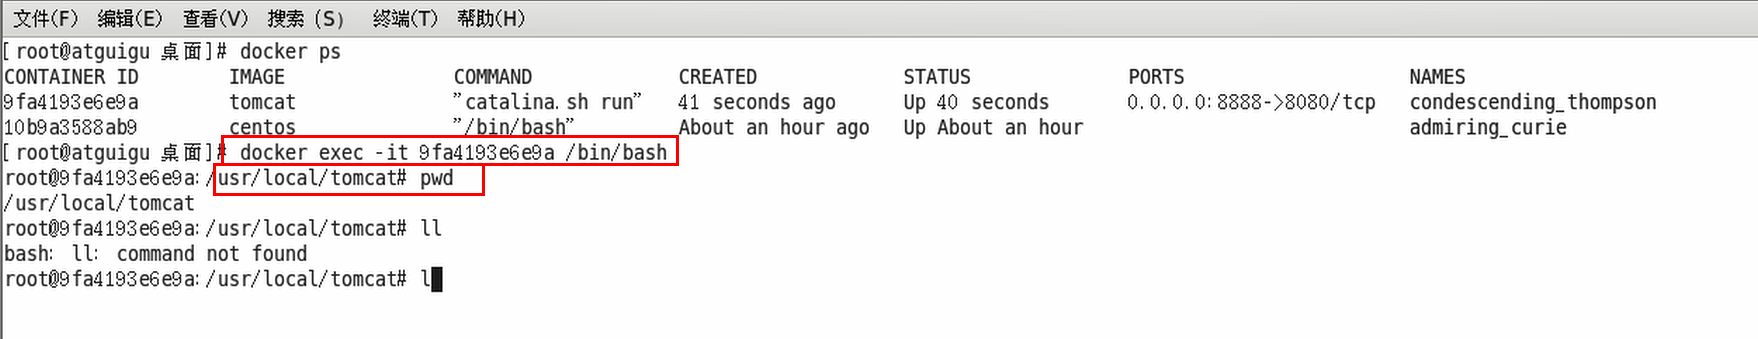 文件(F) 编辑(E) 查看(V) 搜索 (S) 终端(T) 帮助(H)
[root@atguigu 桌面]# docker ps
CONTAINER ID IMAGE COMMAND CREATED STATUS PORTS NAMES
9fa4193e6e9a tomcat "catalina.sh run" 41 seconds ago Up 40 seconds 0.0.0.0:8888->8080/tcp condescending_thompson
10b9a3588ab9 centos "/bin/bash" About an hour ago Up About an hour admiring_curie
[root@atguigu 桌面]# docker exec -it 9fa4193e6e9a /bin/bash
root@9fa4193e6e9a:/usr/local/tomcat# pwd
/usr/local/tomcat
root@9fa4193e6e9a:/usr/local/tomcat# ll
bash: ll: command not found
root@9fa4193e6e9a:/usr/local/tomcat# l